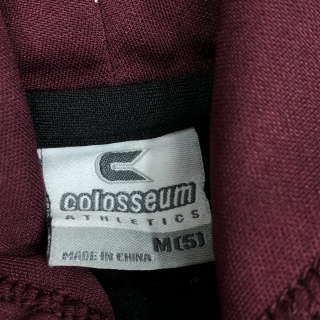 colosseum
ATHLETICS
M(5)
MADE IN CHINA